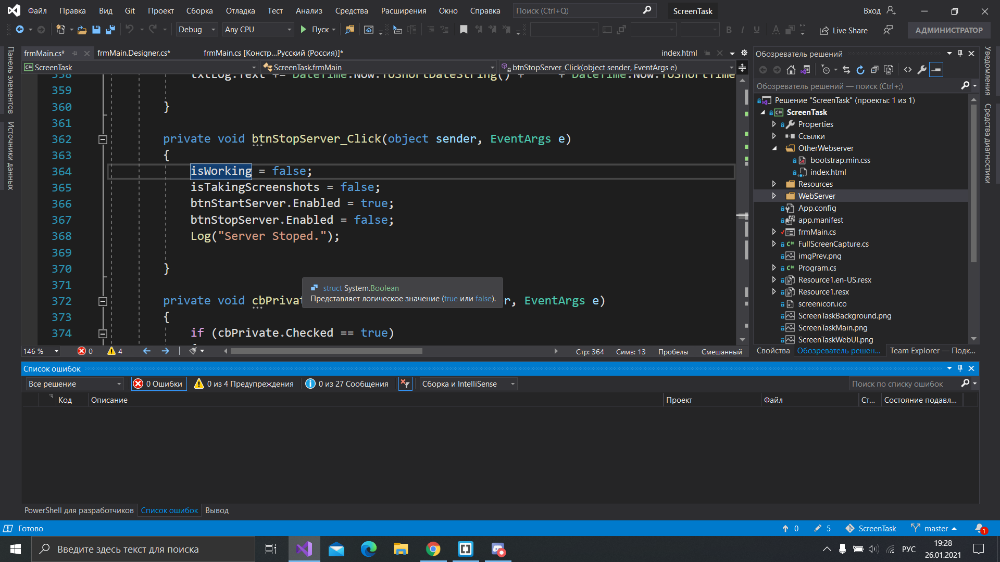 Файл Правка Вид Git Проект Сборка Отладка Тест Анализ Средства Расширения Окно Справка Поиск (Ctrl+Q) ScreenTask Вход
Debug Any CPU Пуск Live Share АДМИНИСТРАТОР
Панель элементов
Источники данных
frmMain.cs* frmMain.Designer.cs* frmMain.cs [Констр...Русский (Россия)]* index.html
ScreenTask ScreenTask.frmMain btnStopServer_Click(object sender, EventArgs e)
358 txtLog.Text += DateTime.Now.ToShortDateString() + " " + DateTime.Now.ToShortTime
359
360 }
361
362 private void btnStopServer_Click(object sender, EventArgs e)
363 {
364 isWorking = false;
365 isTakingScreenshots = false;
366 btnStartServer.Enabled = true;
367 btnStopServer.Enabled = false;
368 Log("Server Stoped.");
369
370 }
371
struct System.Boolean
Представляет логическое значение (true или false).
372 private void cbPrivat r, EventArgs e)
373 {
374 if (cbPrivate.Checked == true)
146 % 0 4 Стр: 364 Симв: 13 Пробелы Смешанный
Обозреватель решений
Обозреватель решений — поиск (Ctrl+;)
Решение "ScreenTask" (проекты: 1 из 1)
ScreenTask
Properties
Ссылки
OtherWebserver
bootstrap.min.css
index.html
Resources
WebServer
App.config
app.manifest
frmMain.cs
FullScreenCapture.cs
imgPrev.png
Program.cs
Resource1.en-US.resx
Resource1.resx
screenicon.ico
ScreenTaskBackground.png
ScreenTaskMain.png
ScreenTaskWebUI.png
Свойства Обозреватель решен... Team Explorer — Подк...
Уведомления
Средства диагностики
Список ошибок
Все решение 0 Ошибки 0 из 4 Предупреждения 0 из 27 Сообщения Сборка и IntelliSense Поиск по списку ошибок
Код Описание Проект Файл Ст... Состояние подавл...
PowerShell для разработчиков Список ошибок Вывод
Готово 0 5 ScreenTask master 1
Введите здесь текст для поиска РУС 19:28
26.01.2021